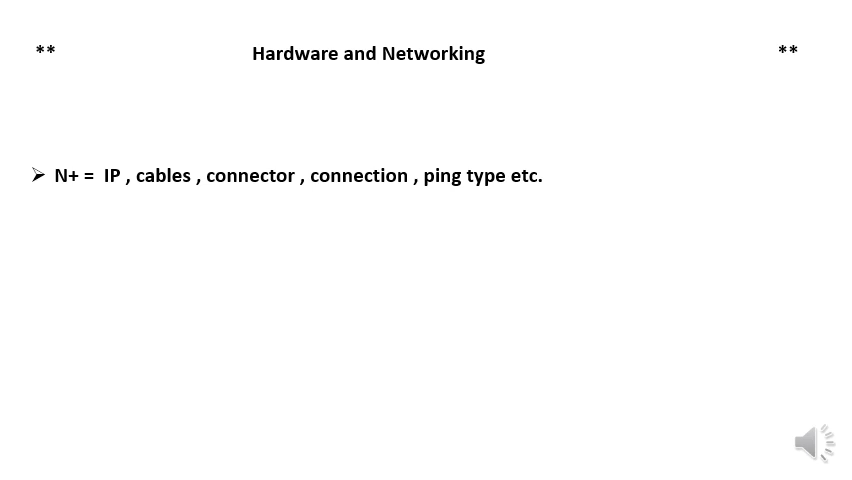 ** Hardware and Networking **
➢ N+ = IP , cables , connector , connection , ping type etc.